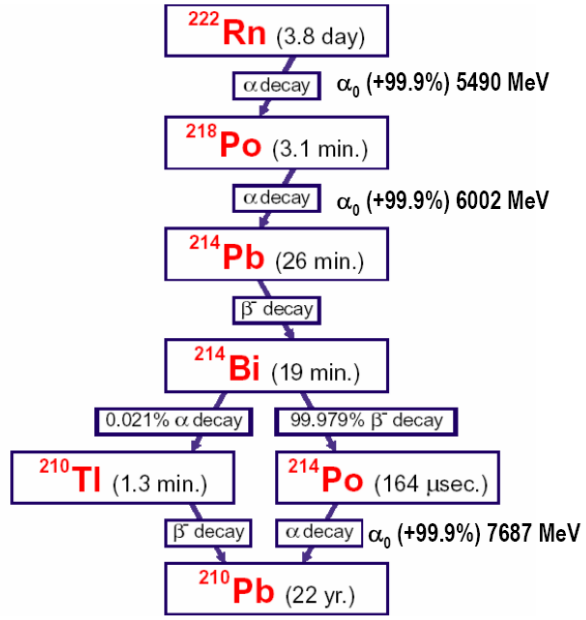 ²²²Rn (3.8 day)
α decay α₀ (+99.9%) 5490 MeV
²¹⁸Po (3.1 min.)
α decay α₀ (+99.9%) 6002 MeV
²¹⁴Pb (26 min.)
β⁻ decay
²¹⁴Bi (19 min.)
0.021% α decay 99.979% β⁻ decay
²¹⁰Tl (1.3 min.) ²¹⁴Po (164 μsec.)
β⁻ decay α decay α₀ (+99.9%) 7687 MeV
²¹⁰Pb (22 yr.)